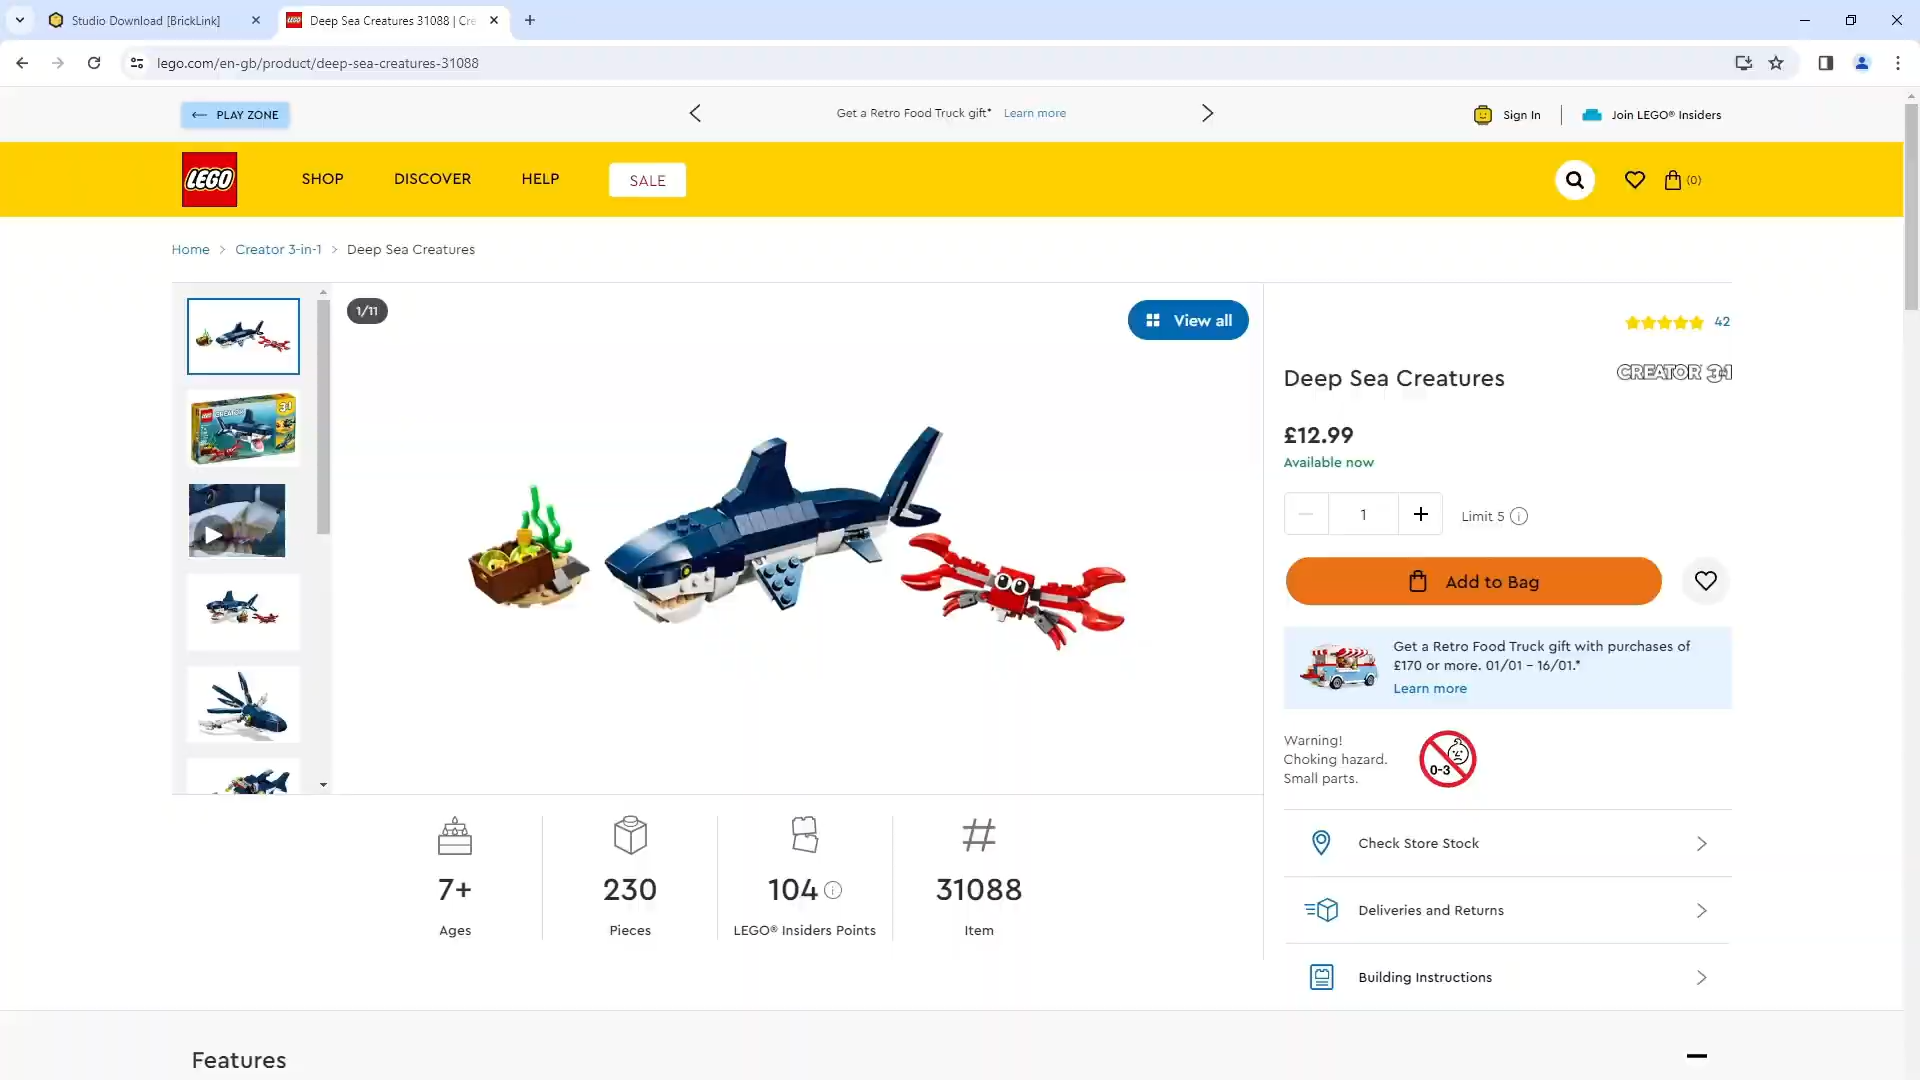 Studio Download [BrickLink]
Deep Sea Creatures 31088 | Cre
lego.com/en-gb/product/deep-sea-creatures-31088
PLAY ZONE
Get a Retro Food Truck gift* Learn more
Sign In
Join LEGO® Insiders
LEGO
SHOP
DISCOVER
HELP
SALE
(0)
Home > Creator 3-in-1 > Deep Sea Creatures
1/11
View all
42
Deep Sea Creatures
CREATOR 3in1
£12.99
Available now
1
Limit 5
Add to Bag
Get a Retro Food Truck gift with purchases of
£170 or more. 01/01 – 16/01.*
Learn more
Warning!
Choking hazard.
Small parts.
0-3
7+
Ages
230
Pieces
104
LEGO® Insiders Points
#
31088
Item
Check Store Stock
Deliveries and Returns
Building Instructions
Features